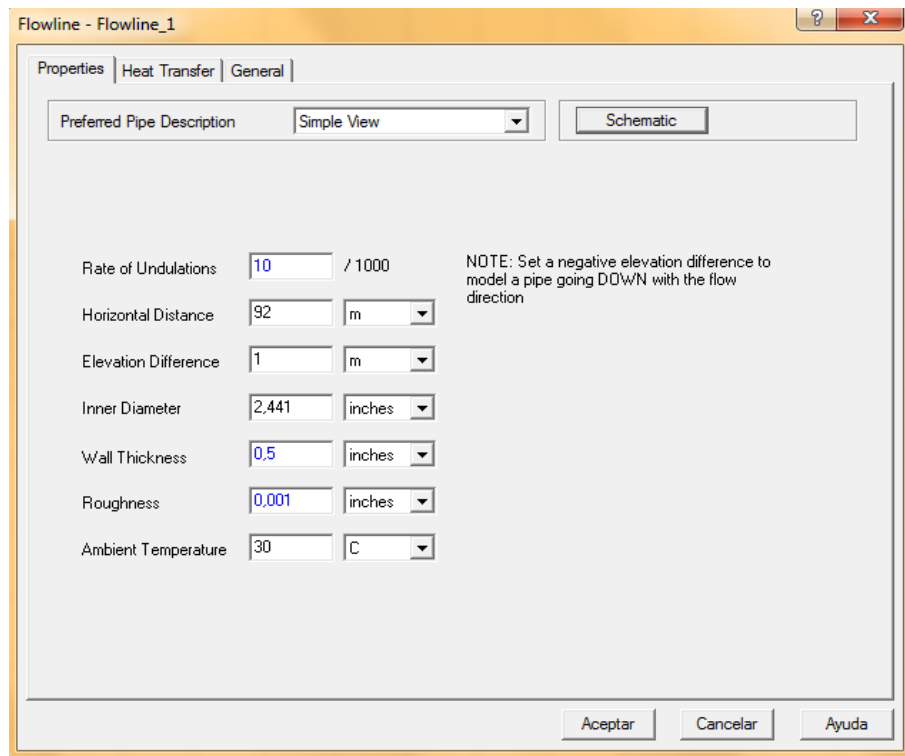 Flowline - Flowline_1
? X
Properties Heat Transfer General
Preferred Pipe Description Simple View Schematic
Rate of Undulations 10 / 1000
NOTE: Set a negative elevation difference to
model a pipe going DOWN with the flow
direction
Horizontal Distance 92 m
Elevation Difference 1 m
Inner Diameter 2,441 inches
Wall Thickness 0,5 inches
Roughness 0,001 inches
Ambient Temperature 30 C
Aceptar Cancelar Ayuda